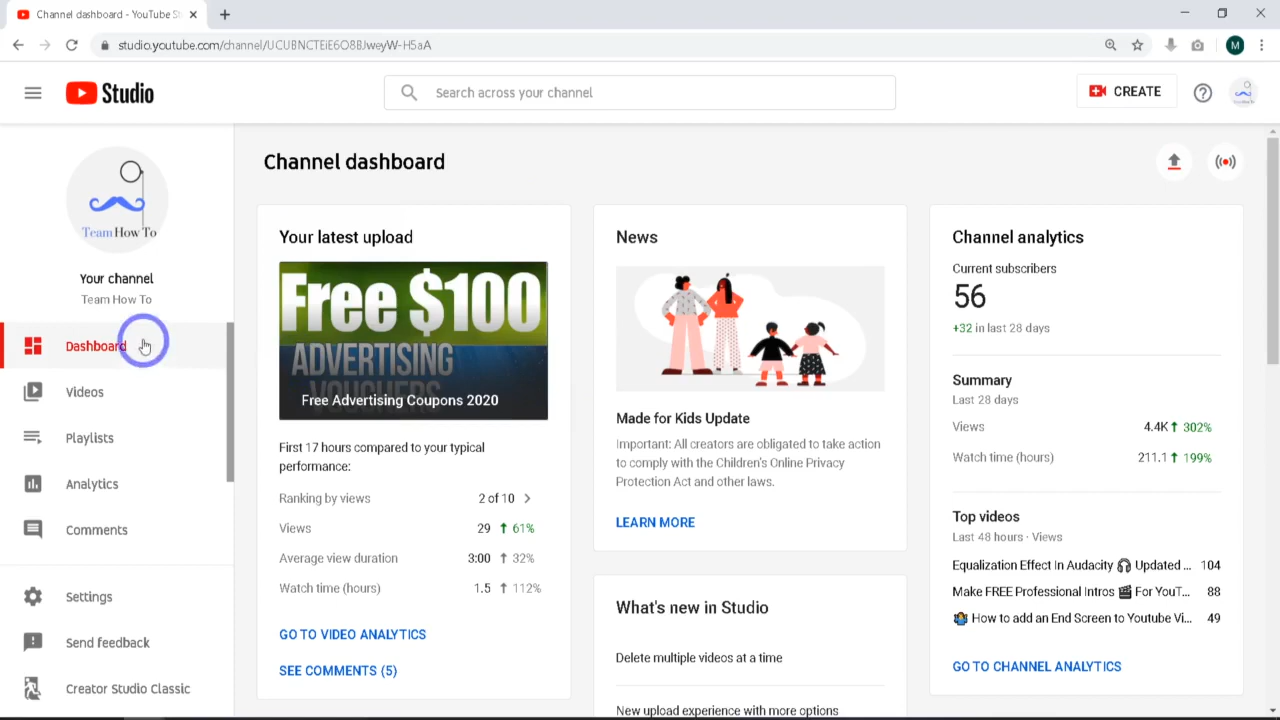 Channel dashboard - YouTube St
studio.youtube.com/channel/UCUBNCTEiE6O8BJweyW-H5aA
M
Studio
Search across your channel
CREATE
Team How To
Your channel
Team How To
Dashboard
Videos
Playlists
Analytics
Comments
Settings
Send feedback
Creator Studio Classic
Channel dashboard
Your latest upload
Free $100
ADVERTISING
VOUCHERS
Free Advertising Coupons 2020
First 17 hours compared to your typical
performance:
Ranking by views 2 of 10
Views 29 61%
Average view duration 3:00 32%
Watch time (hours) 1.5 112%
GO TO VIDEO ANALYTICS
SEE COMMENTS (5)
News
Made for Kids Update
Important: All creators are obligated to take action
to comply with the Children's Online Privacy
Protection Act and other laws.
LEARN MORE
What's new in Studio
Delete multiple videos at a time
New upload experience with more options
Channel analytics
Current subscribers
56
+32 in last 28 days
Summary
Last 28 days
Views 4.4K 302%
Watch time (hours) 211.1 199%
Top videos
Last 48 hours · Views
Equalization Effect In Audacity 🎧 Updated ... 104
Make FREE Professional Intros 🎬 For YouT... 88
How to add an End Screen to Youtube Vi... 49
GO TO CHANNEL ANALYTICS